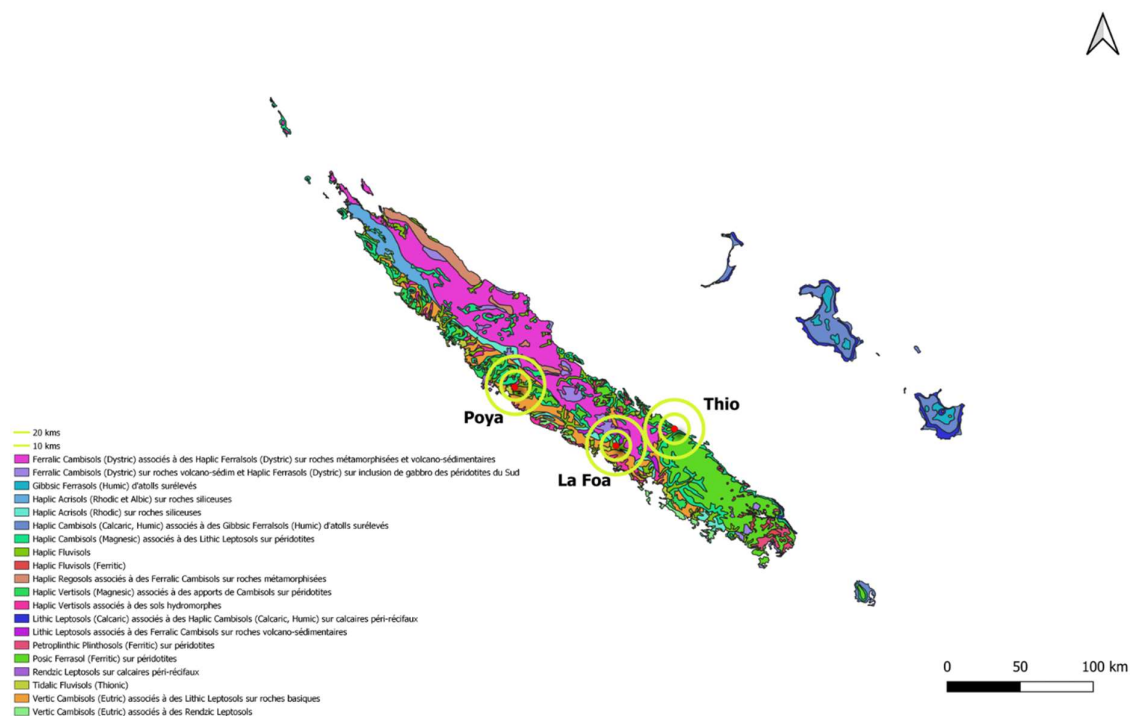 Thio
Poya
La Foa
20 kms
10 kms
Ferralic Cambisols (Dystric) associés à des Haplic Ferralsols (Dystric) sur roches métamorphisées et volcano-sédimentaires
Ferralic Cambisols (Dystric) sur roches volcano-sédim et Haplic Ferrasols (Dystric) sur inclusion de gabbro des péridotites du Sud
Gibbsic Ferrasols (Humic) d'atolls surélevés
Haplic Acrisols (Rhodic et Albic) sur roches siliceuses
Haplic Acrisols (Rhodic) sur roches siliceuses
Haplic Cambisols (Calcaric, Humic) associés à des Gibbsic Ferralsols (Humic) d'atolls surélevés
Haplic Cambisols (Magnesic) associés à des Lithic Leptosols sur péridotites
Haplic Fluvisols
Haplic Fluvisols (Ferritic)
Haplic Regosols associés à des Ferralic Cambisols sur roches métamorphisées
Haplic Vertisols (Magnesic) associés à des apports de Cambisols sur péridotites
Haplic Vertisols associés à des sols hydromorphes
Lithic Leptosols (Calcaric) associés à des Haplic Cambisols (Calcaric, Humic) sur calcaires péri-récifaux
Lithic Leptosols associés à des Ferralic Cambisols sur roches volcano-sédimentaires
Petroplinthic Plinthosols (Ferritic) sur péridotites
Posic Ferrasol (Ferritic) sur péridotites
Rendzic Leptosols sur calcaires péri-récifaux
Tidalic Fluvisols (Thionic)
Vertic Cambisols (Eutric) associés à des Lithic Leptosols sur roches basiques
Vertic Cambisols (Eutric) associés à des Rendzic Leptosols
0 50 100 km